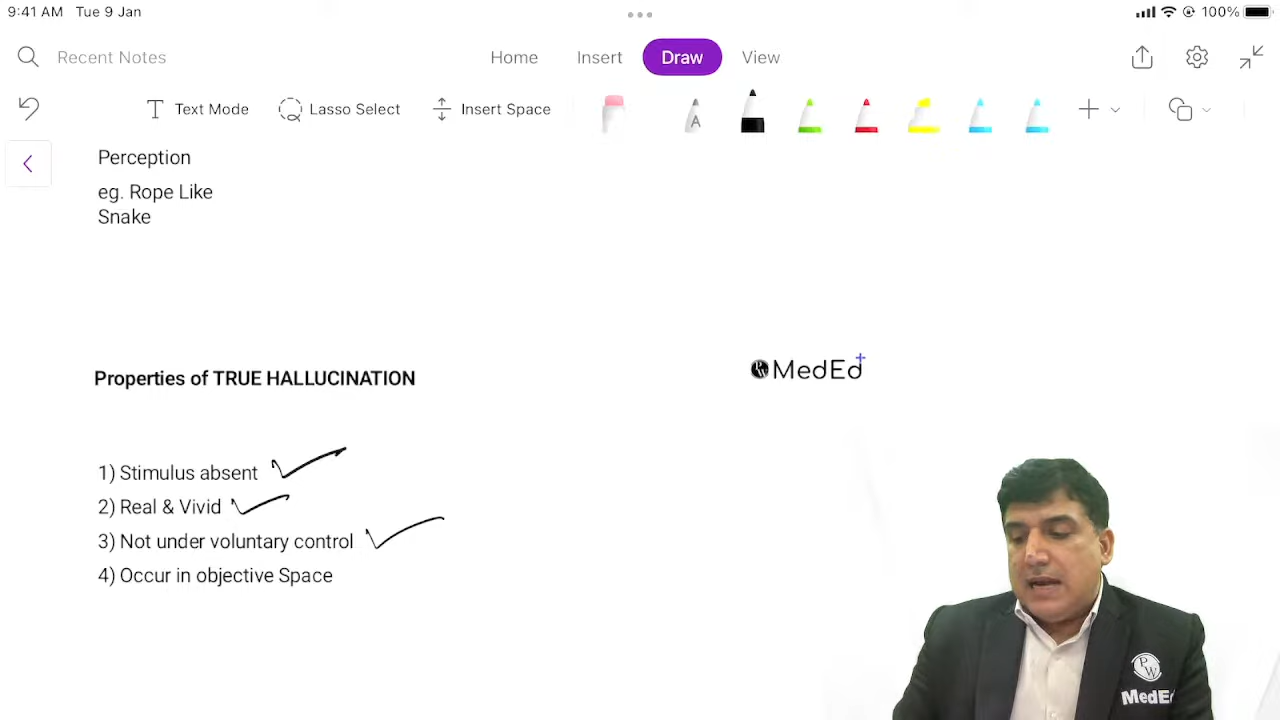 9:41 AM Tue 9 Jan
100%
Recent Notes
Home Insert Draw View
Text Mode Lasso Select Insert Space
A
Perception
eg. Rope Like
Snake
Properties of TRUE HALLUCINATION
PW MedEd
1) Stimulus absent
2) Real & Vivid
3) Not under voluntary control
4) Occur in objective Space
PW
MedEd